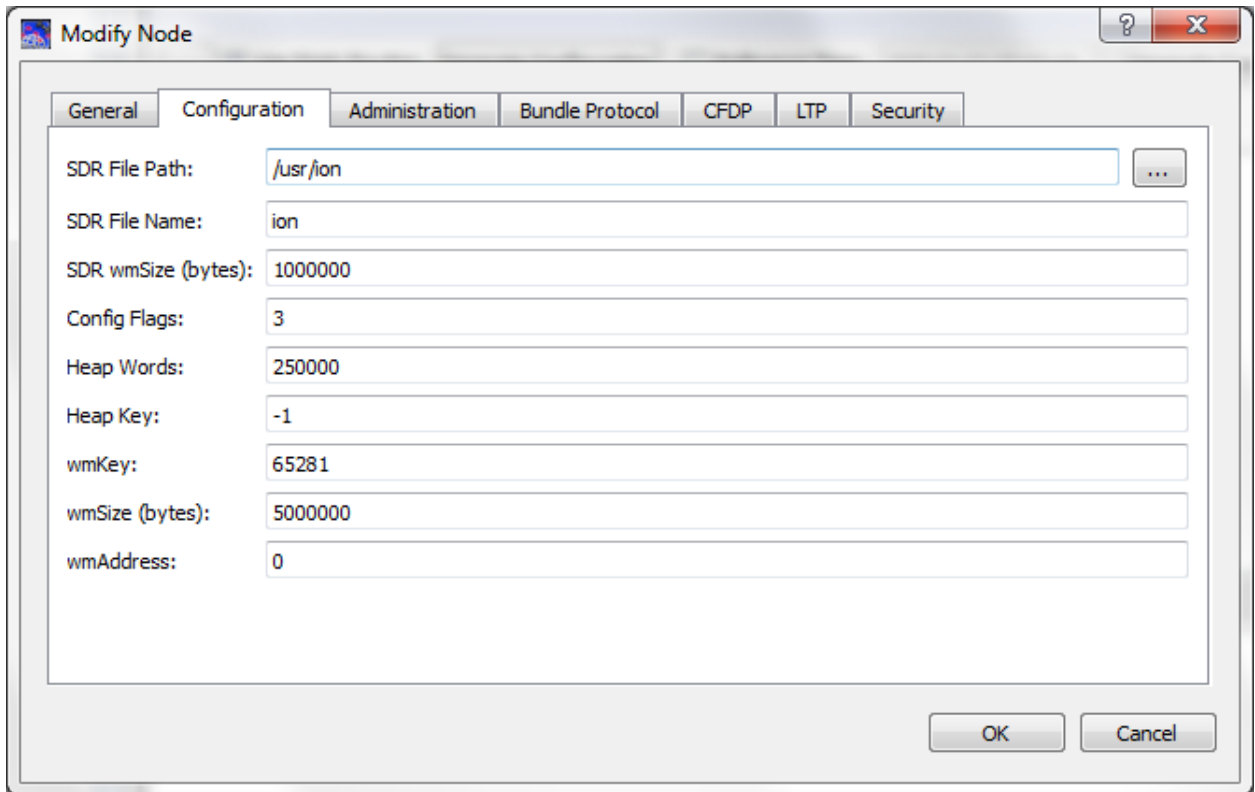 Modify Node
General Configuration Administration Bundle Protocol CFDP LTP Security
SDR File Path: /usr/ion ...
SDR File Name: ion
SDR wmSize (bytes): 1000000
Config Flags: 3
Heap Words: 250000
Heap Key: -1
wmKey: 65281
wmSize (bytes): 5000000
wmAddress: 0
OK Cancel